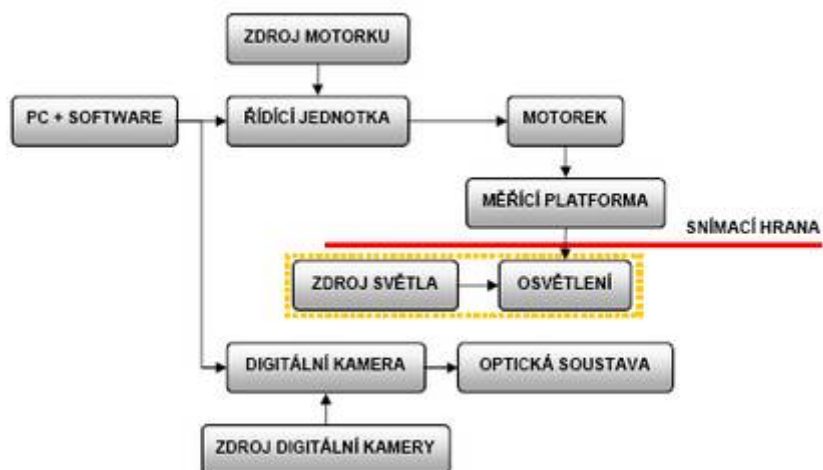 ZDROJ MOTORKU
PC + SOFTWARE
ŘÍDÍCÍ JEDNOTKA
MOTOREK
MĚŘÍCÍ PLATFORMA
SNÍMACÍ HRANA
ZDROJ SVĚTLA
OSVĚTLENÍ
DIGITÁLNÍ KAMERA
OPTICKÁ SOUSTAVA
ZDROJ DIGITÁLNÍ KAMERY